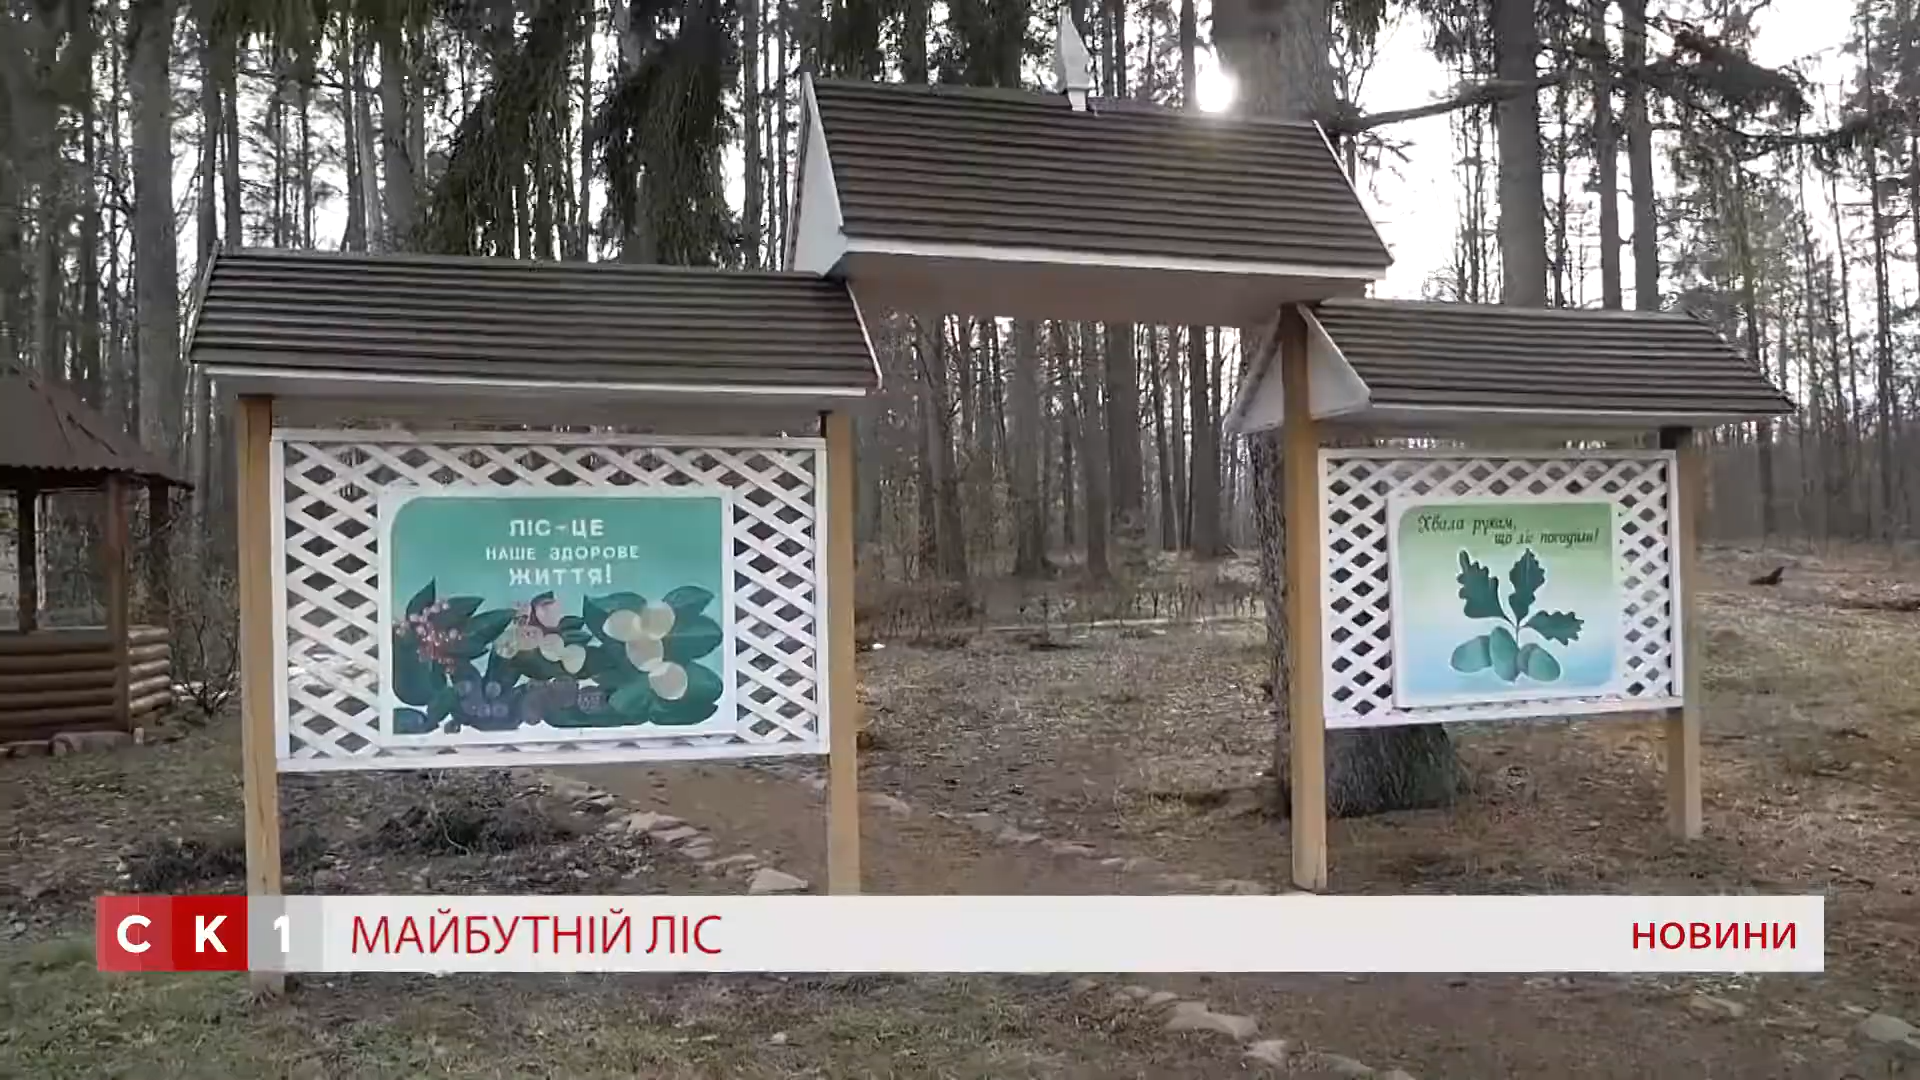 ЛІС-ЦЕ
НАШЕ ЗДОРОВЕ
ЖИТТЯ!
Хвала рукам,
що ліс посадили!
СК1 МАЙБУТНІЙ ЛІС
НОВИНИ